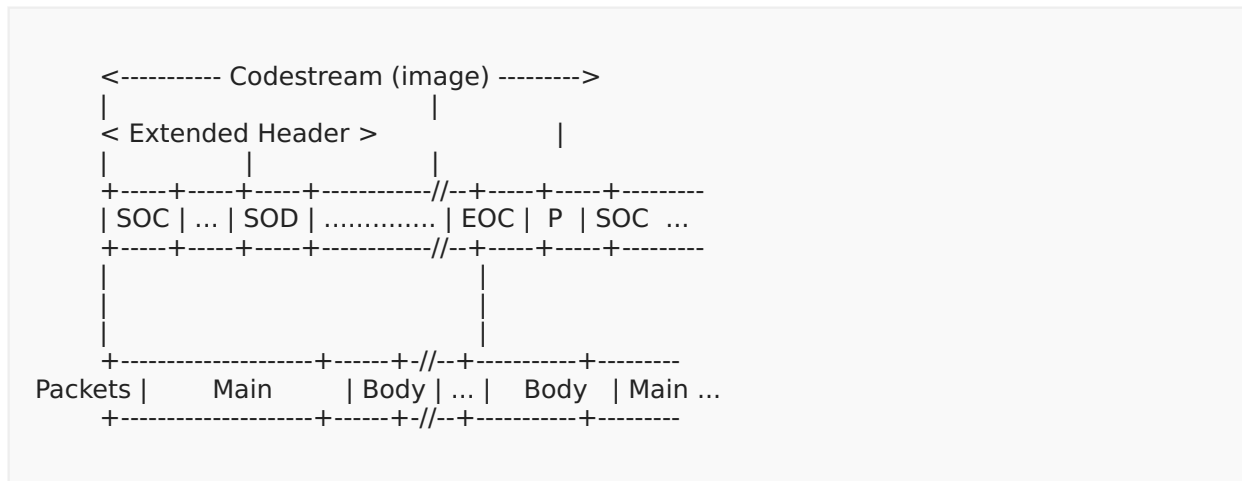 <----------- Codestream (image) --------->
| |
< Extended Header > |
| | |
+-----+-----+-----+------------//--+-----+-----+---------
| SOC | ... | SOD | .............. | EOC | P | SOC ...
+-----+-----+-----+------------//--+-----+-----+---------
| |
| |
| |
+---------------------+------+-//--+-----------+---------
Packets | Main | Body | ... | Body | Main ...
+---------------------+------+-//--+-----------+---------